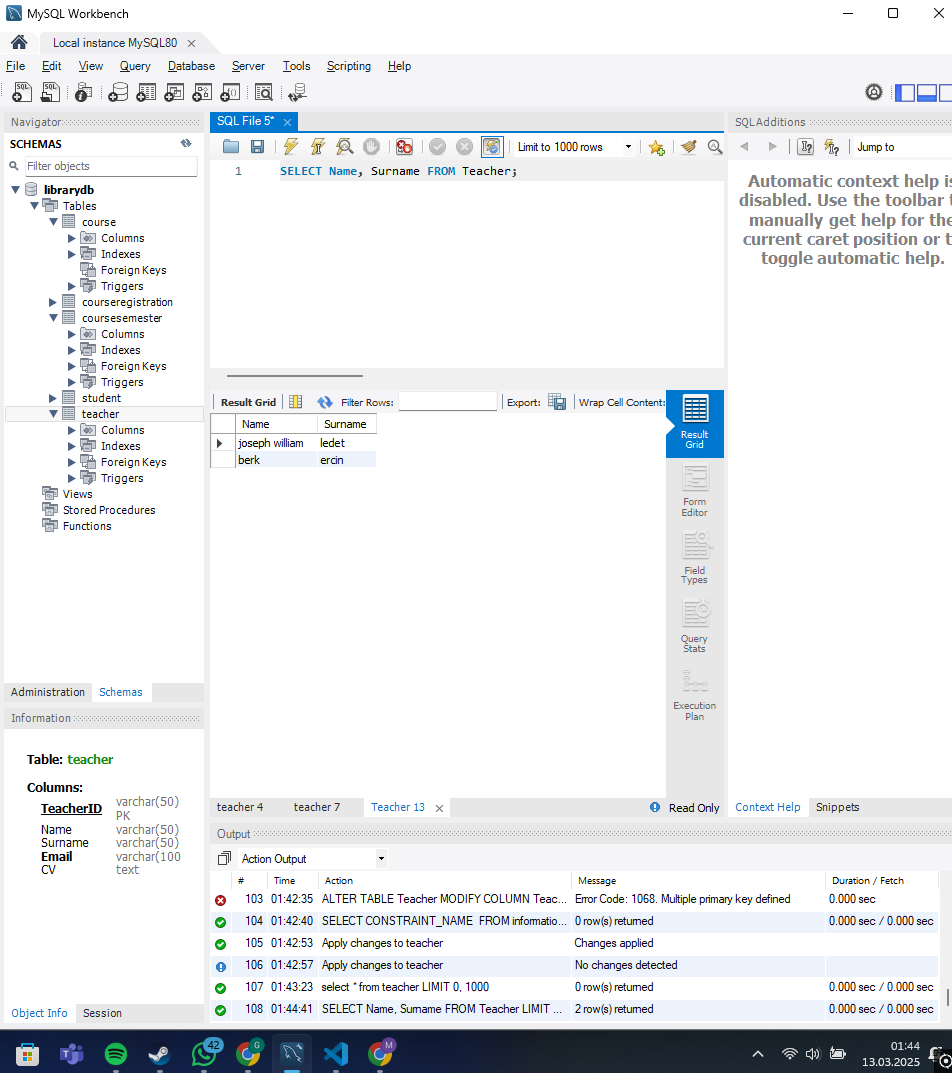 MySQL Workbench
Local instance MySQL80
File Edit View Query Database Server Tools Scripting Help
Navigator
SCHEMAS
Filter objects
librarydb
Tables
course
Columns
Indexes
Foreign Keys
Triggers
courseregistration
coursesemester
Columns
Indexes
Foreign Keys
Triggers
student
teacher
Columns
Indexes
Foreign Keys
Triggers
Views
Stored Procedures
Functions
Administration Schemas
Information
Table: teacher
Columns:
TeacherID varchar(50)
PK
Name varchar(50)
Surname varchar(50)
Email varchar(100
CV text
Object Info Session
SQL File 5*
Limit to 1000 rows
1 SELECT Name, Surname FROM Teacher;
Result Grid Filter Rows: Export: Wrap Cell Content:
Name Surname
joseph william ledet
berk ercin
Result
Grid
Form
Editor
Field
Types
Query
Stats
Execution
Plan
teacher 4 teacher 7 Teacher 13 Read Only
SQLAdditions
Jump to
Automatic context help is
disabled. Use the toolbar t
manually get help for the
current caret position or t
toggle automatic help.
Context Help Snippets
Output
Action Output
# Time Action Message Duration / Fetch
103 01:42:35 ALTER TABLE Teacher MODIFY COLUMN Teac... Error Code: 1068. Multiple primary key defined 0.000 sec
104 01:42:40 SELECT CONSTRAINT_NAME FROM informatio... 0 row(s) returned 0.000 sec / 0.000 sec
105 01:42:53 Apply changes to teacher Changes applied
106 01:42:57 Apply changes to teacher No changes detected
107 01:43:23 select * from teacher LIMIT 0, 1000 0 row(s) returned 0.000 sec / 0.000 sec
108 01:44:41 SELECT Name, Surname FROM Teacher LIMIT ... 2 row(s) returned 0.000 sec / 0.000 sec
42 G M
01:44
13.03.2025